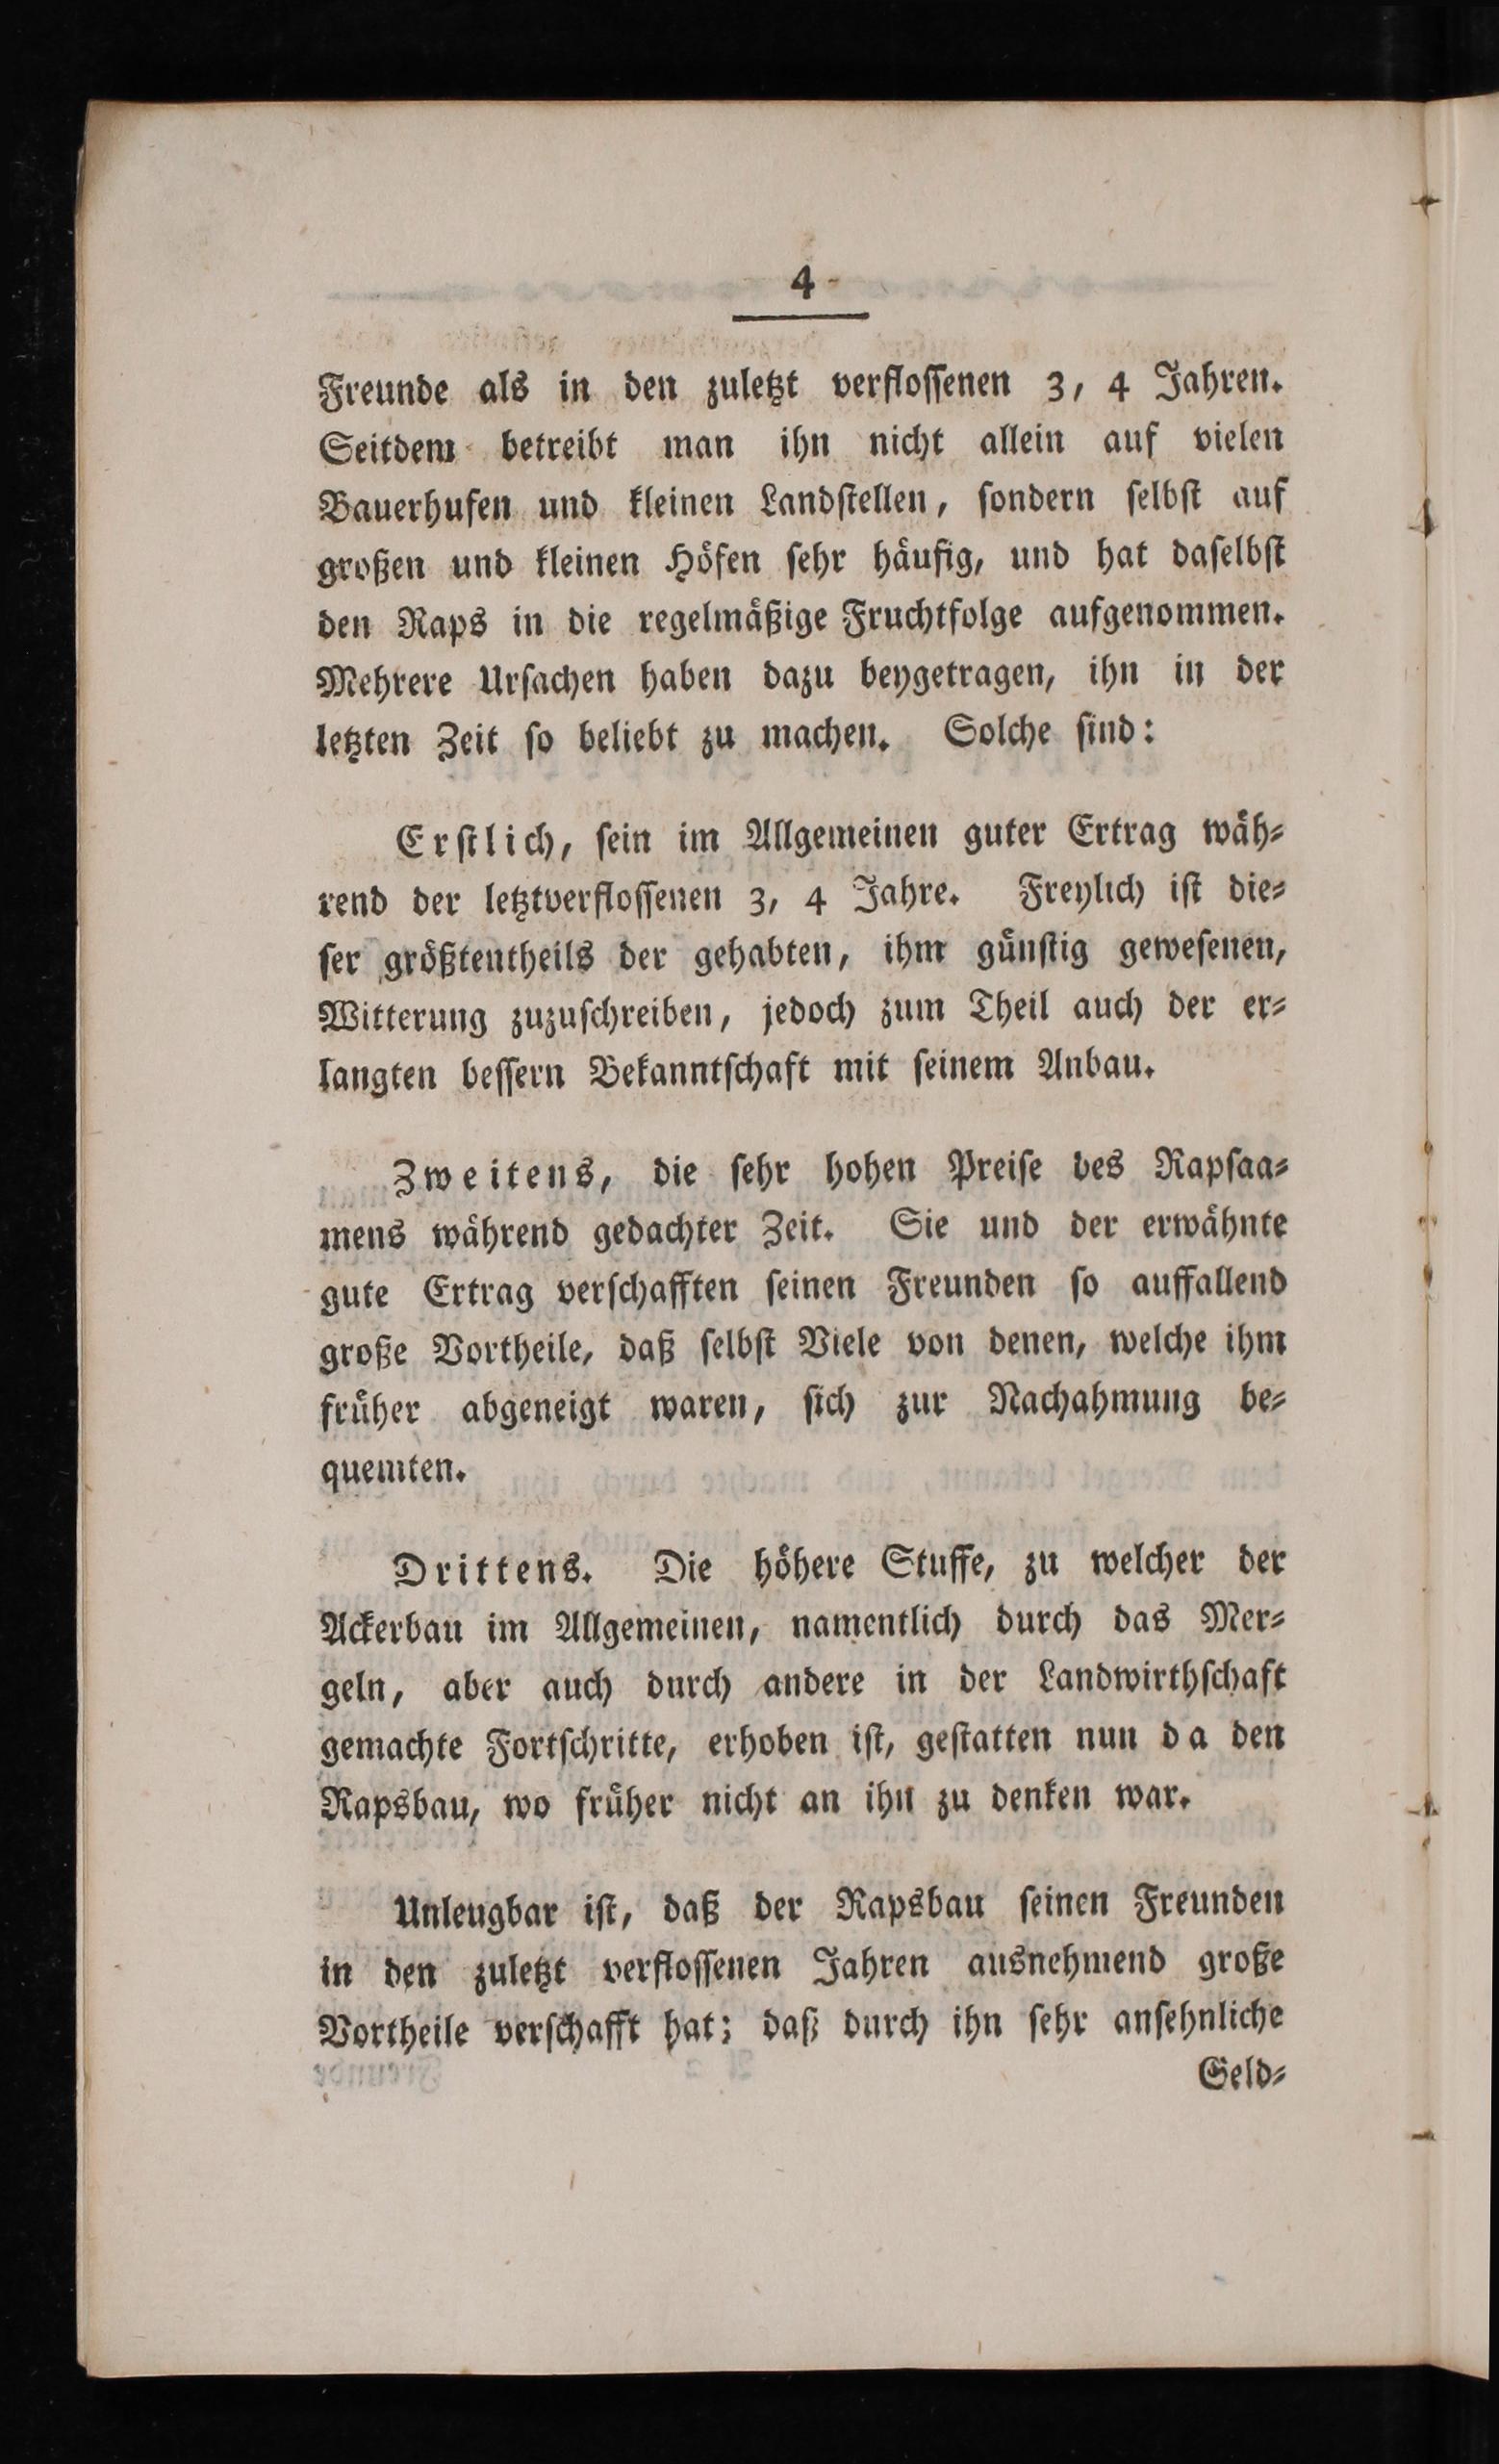 4
Freunde als in den zuletzt verflossenen 3, 4 Jahren.
Seitdem betreibt man ihn nicht allein auf vielen
Bauerhufen und kleinen Landstellen, sondern selbst auf
großen und kleinen Höfen sehr häufig, und hat daselbst
den Raps in die regelmäßige Fruchtfolge aufgenommen.
Mehrere Ursachen haben dazu beygetragen, ihn in der
letzten Zeit so beliebt zu machen. Solche sind:
Erstlich, sein im Allgemeinen guter Ertrag wäh-
rend der letztverflossenen 3, 4 Jahre. Freylich ist die-
ser größtentheils der gehabten, ihm günstig gewesenen,
Witterung zuzuschreiben, jedoch zum Theil auch der er-
langten bessern Bekanntschaft mit seinem Anbau.
Zweitens, die sehr hohen Preise des Rapsaa-
mens während gedachter Zeit. Sie und der erwähnte
gute Ertrag verschafften seinen Freunden so auffallend
große Vortheile, daß selbst Viele von denen, welche ihm
früher abgeneigt waren, sich zur Nachahmung be-
quemten.
Drittens. Die höhere Stuffe, zu welcher der
Ackerbau im Allgemeinen, namentlich durch das Mer-
geln, aber auch durch andere in der Landwirthschaft
gemachte Fortschritte, erhoben ist, gestatten nun da den
Rapsbau, wo früher nicht an ihn zu denken war.
Unleugbar ist, daß der Rapsbau seinen Freunden
in den zuletzt verflossenen Jahren ausnehmend große
Vortheile verschafft hat; daß durch ihn sehr ansehnliche
Geld-